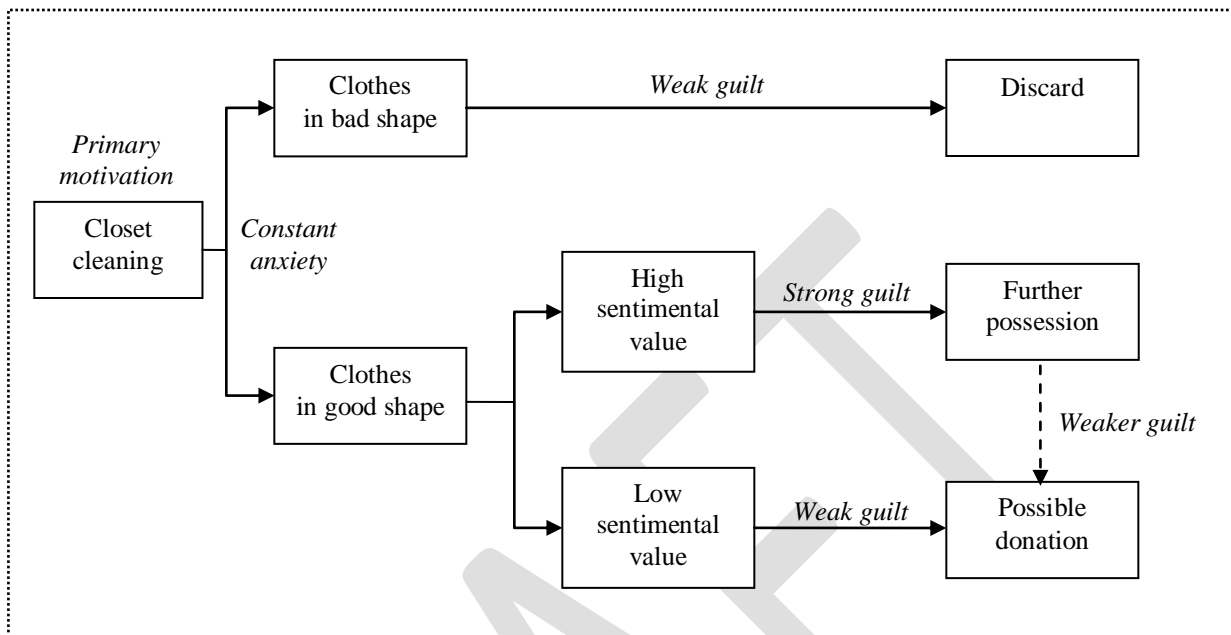 Clothes
in bad shape
Weak guilt
Discard
Primary
motivation
Closet
cleaning
Constant
anxiety
High
sentimental
value
Strong guilt
Further
possession
Clothes
in good shape
Weaker guilt
Low
sentimental
value
Weak guilt
Possible
donation